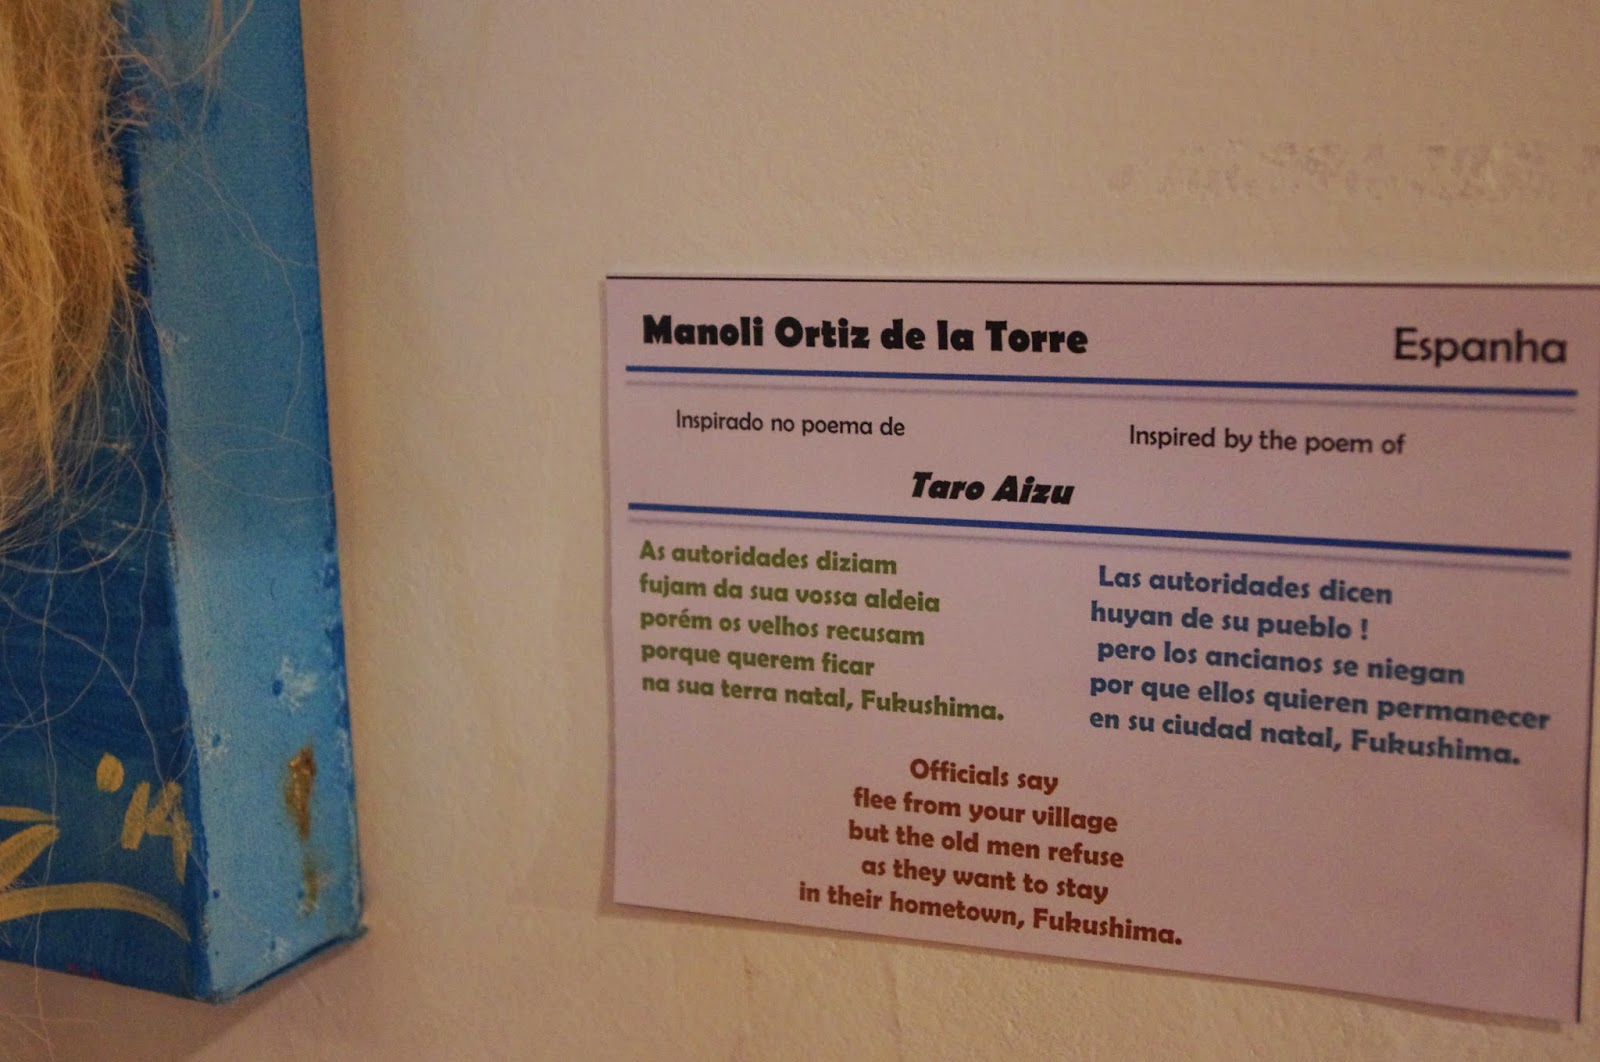 Manoli Ortiz de la Torre
Espanha
Inspirado no poema de
Inspired by the poem of
Taro Aizu
As autoridades diziam
fujam da sua vossa aldeia
porém os velhos recusam
porque querem ficar
na sua terra natal, Fukushima.
Las autoridades dicen
huyan de su pueblo !
pero los ancianos se niegan
por que ellos quieren permanecer
en su ciudad natal, Fukushima.
Officials say
flee from your village
but the old men refuse
as they want to stay
in their hometown, Fukushima.
'14